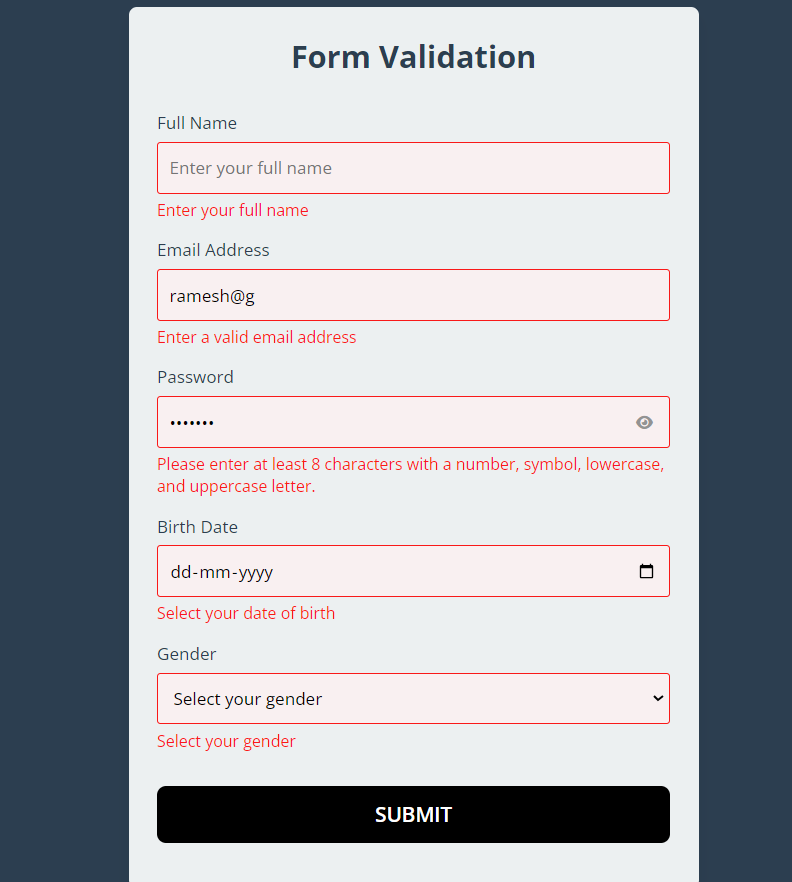 Form Validation
Full Name
Enter your full name
Enter your full name
Email Address
ramesh@g
Enter a valid email address
Password
•••••••
Please enter at least 8 characters with a number, symbol, lowercase,
and uppercase letter.
Birth Date
dd-mm-yyyy
Select your date of birth
Gender
Select your gender
Select your gender
SUBMIT